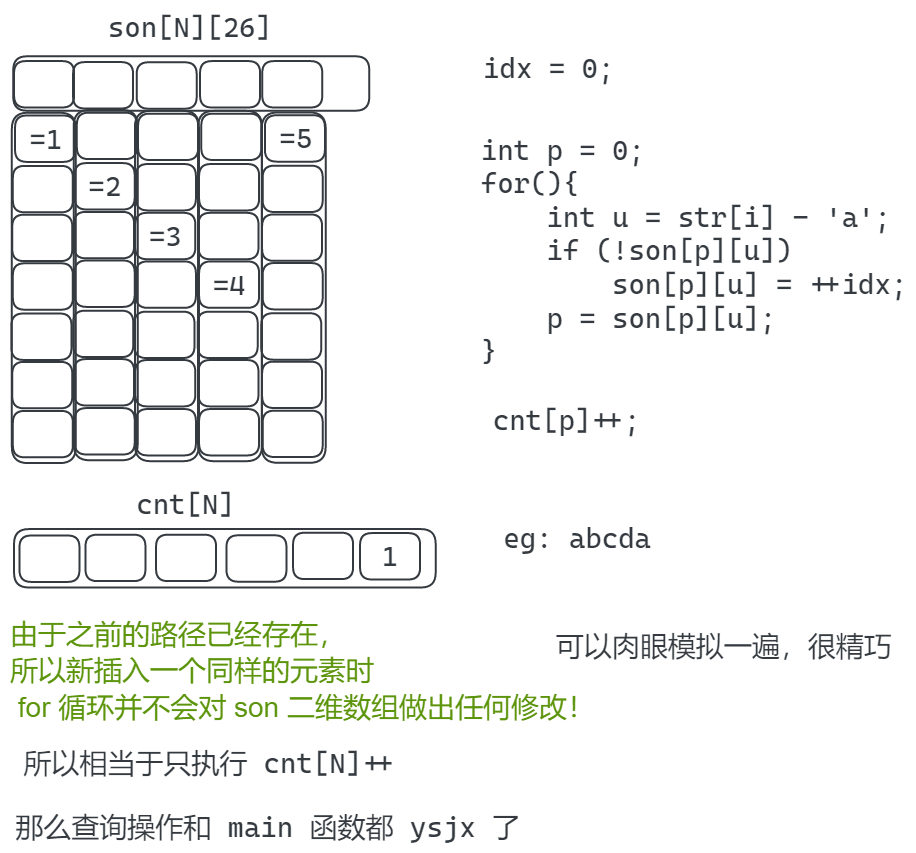 son[N][26]
=1
=5
=2
=3
=4
cnt[N]
1
idx = 0;
int p = 0;
for(){
int u = str[i] - 'a';
if (!son[p][u])
son[p][u] = ++idx;
p = son[p][u];
}
cnt[p]++;
eg: abcda
由于之前的路径已经存在，
所以新插入一个同样的元素时
for 循环并不会对 son 二维数组做出任何修改！
可以肉眼模拟一遍，很精巧
所以相当于只执行 cnt[N]++
那么查询操作和 main 函数都 ysjx 了